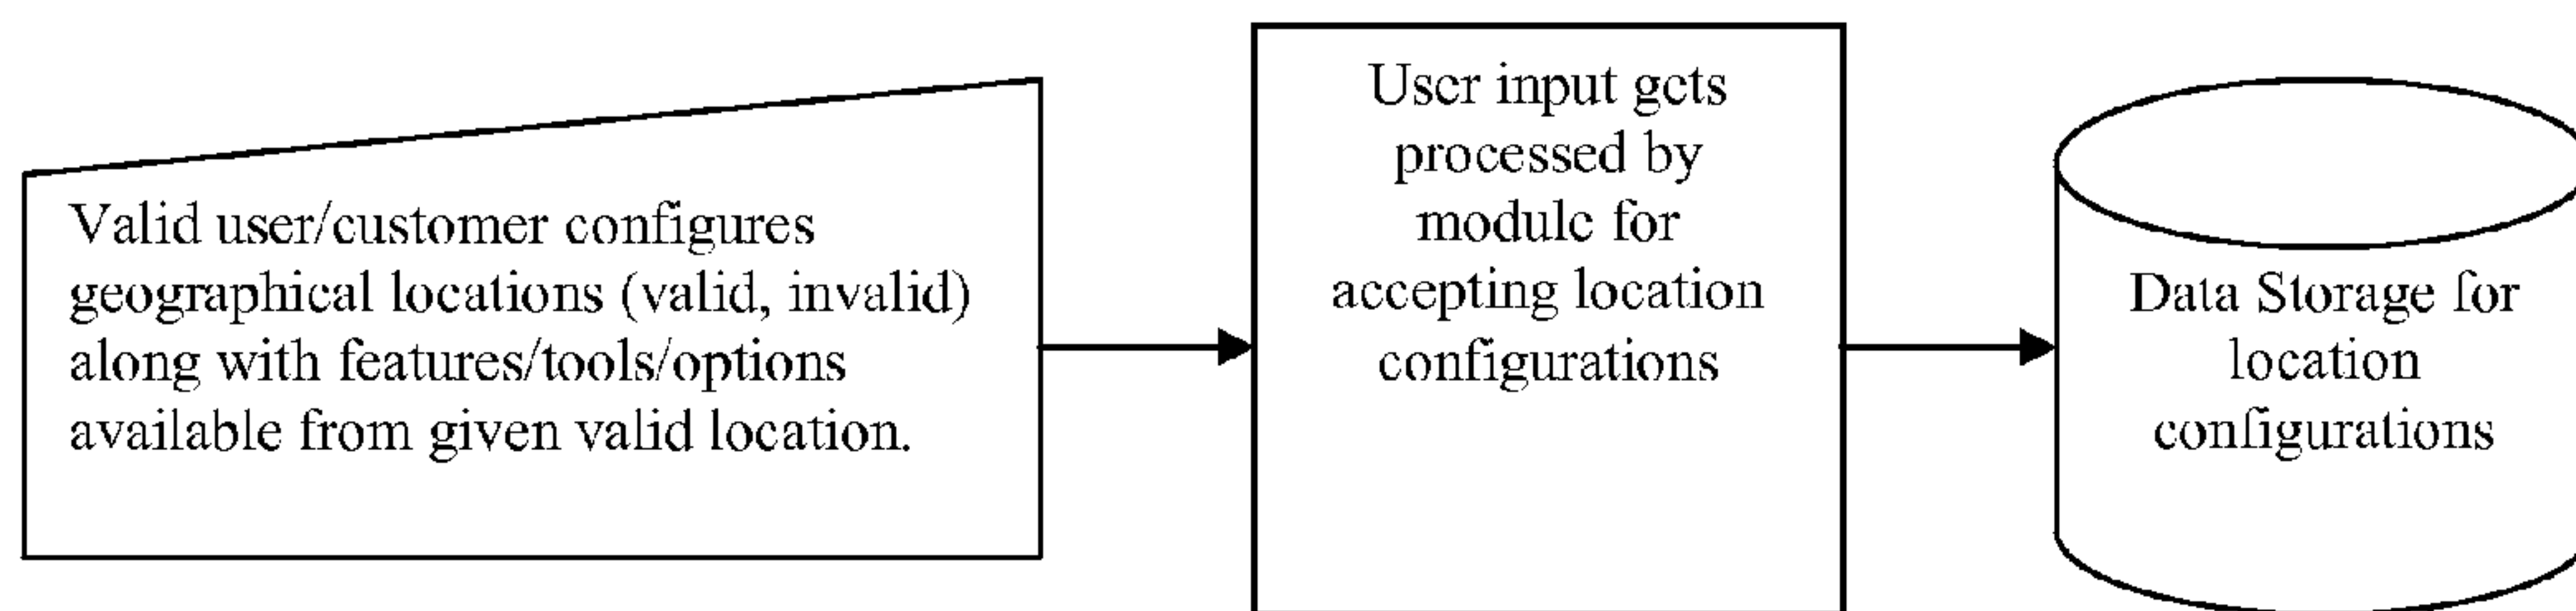 Valid user/customer configures
geographical locations (valid, invalid)
along with features/tools/options
available from given valid location.
User input gets
processed by
module for
accepting location
configurations
Data Storage for
location
configurations